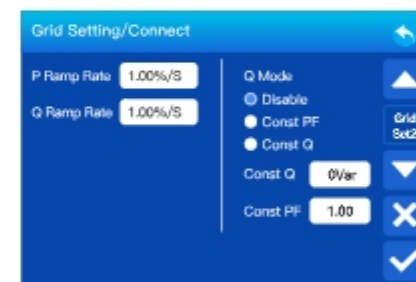 Grid Setting/Connect
P Ramp Rate 1.00%/S
Q Ramp Rate 1.00%/S
Q Mode
Disable
Const PF
Const Q
Const Q 0Var
Const PF 1.00
Grid
Set2